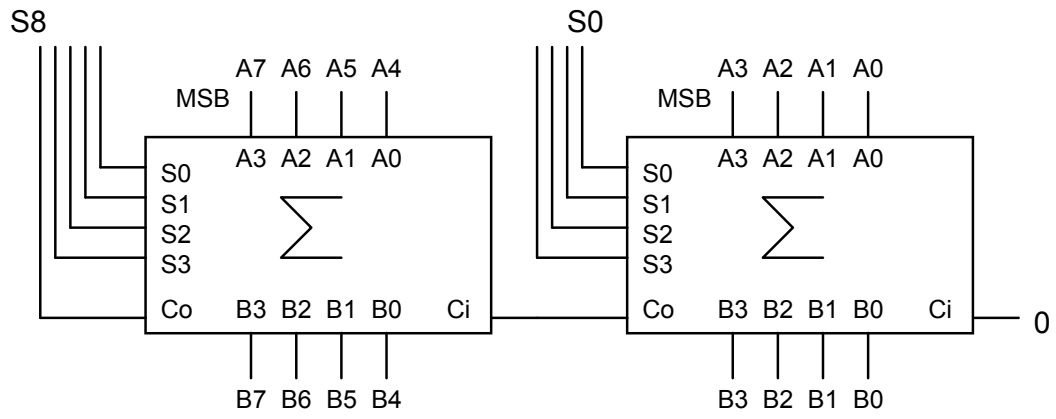 S8 S0
A7 A6 A5 A4 A3 A2 A1 A0
MSB MSB
A3 A2 A1 A0 A3 A2 A1 A0
S0 S0
S1 S1
S2 S2
S3 S3
Co B3 B2 B1 B0 Ci Co B3 B2 B1 B0 Ci 0
B7 B6 B5 B4 B3 B2 B1 B0